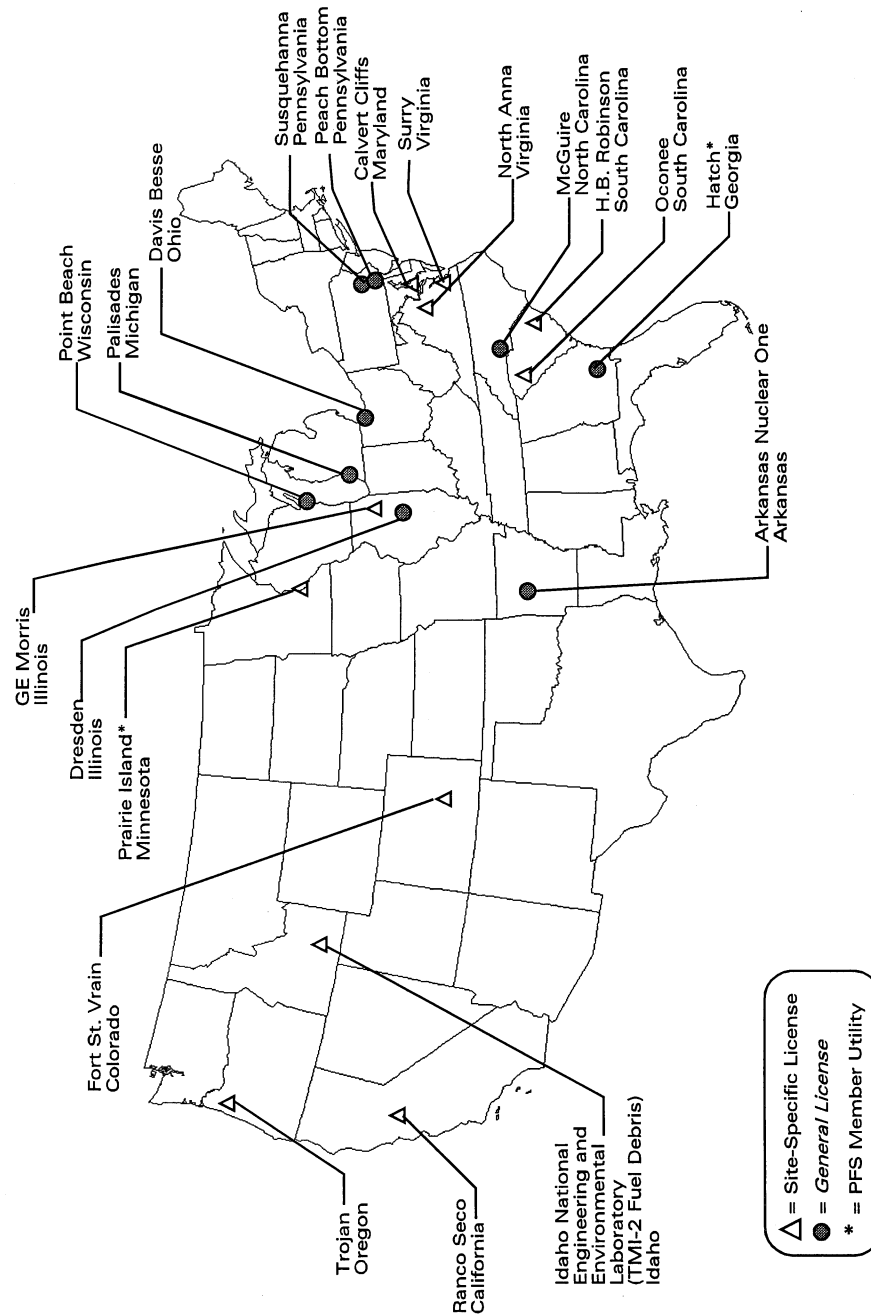 GE Morris
Illinois
Dresden
Illinois
Prairie Island*
Minnesota
Fort St. Vrain
Colorado
Point Beach
Wisconsin
Palisades
Michigan
Davis Besse
Ohio
Susquehanna
Pennsylvania
Peach Bottom
Pennsylvania
Calvert Cliffs
Maryland
Surry
Virginia
North Anna
Virginia
McGuire
North Carolina
H.B. Robinson
South Carolina
Oconee
South Carolina
Hatch*
Georgia
Arkansas Nuclear One
Arkansas
Trojan
Oregon
Ranco Seco
California
Idaho National
Engineering and
Environmental
Laboratory
(TMI-2 Fuel Debris)
Idaho
= Site-Specific License
= General License
* = PFS Member Utility